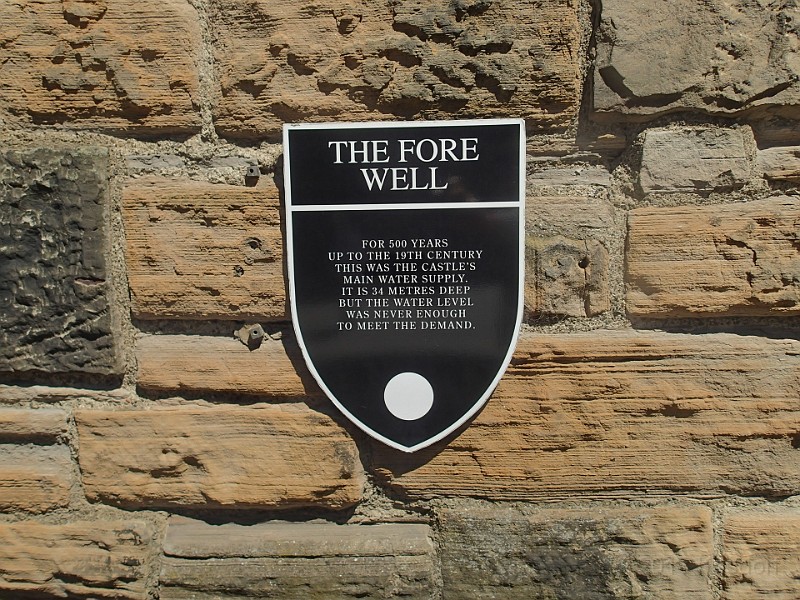 THE FORE
WELL
FOR 500 YEARS
UP TO THE 19TH CENTURY
THIS WAS THE CASTLE'S
MAIN WATER SUPPLY.
IT IS 34 METRES DEEP
BUT THE WATER LEVEL
WAS NEVER ENOUGH
TO MEET THE DEMAND.